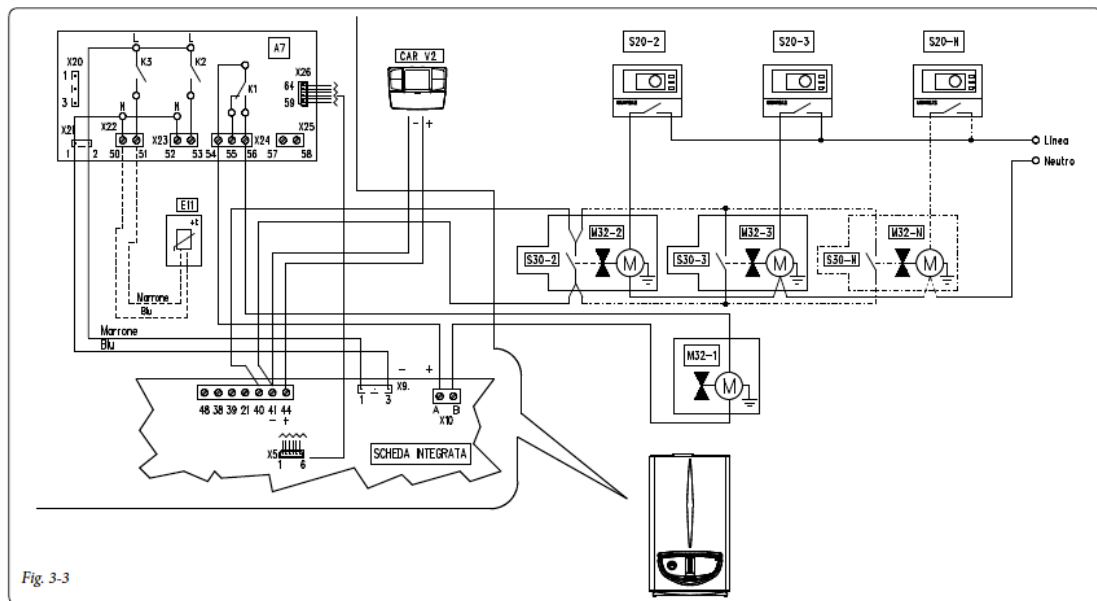 A7
L L
X20
1
3
K3
K2
K1
X26
64
59
N N
X21
1 2
X22
50 51
X23
52 53
54 55 56
X24
X25
57 58
E11
+t
Marrone
Blu
Marrone
Blu
CAR V2
- +
S20-2
S20-3
S20-N
Linea
Neutro
S30-2
M32-2
M
S30-3
M32-3
M
S30-N
M32-N
M
M32-1
M
48 38 39 21 40 41 44
- +
X5
1 6
- +
X9.
1 3
A B
X10
SCHEDA INTEGRATA
Fig. 3-3